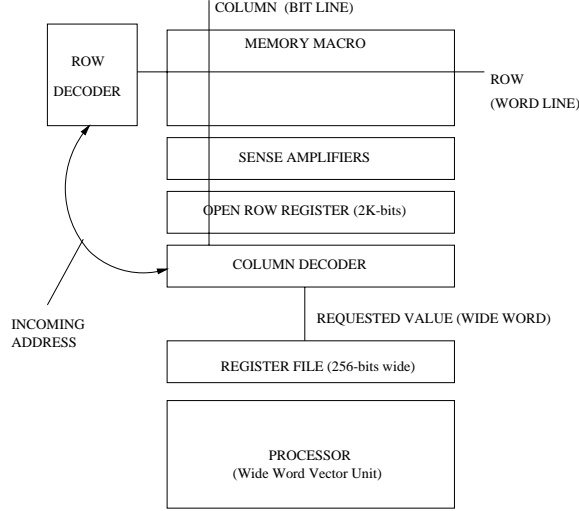 COLUMN (BIT LINE)
MEMORY MACRO
ROW
DECODER
ROW
(WORD LINE)
SENSE AMPLIFIERS
OPEN ROW REGISTER (2K-bits)
COLUMN DECODER
INCOMING
ADDRESS
REQUESTED VALUE (WIDE WORD)
REGISTER FILE (256-bits wide)
PROCESSOR
(Wide Word Vector Unit)